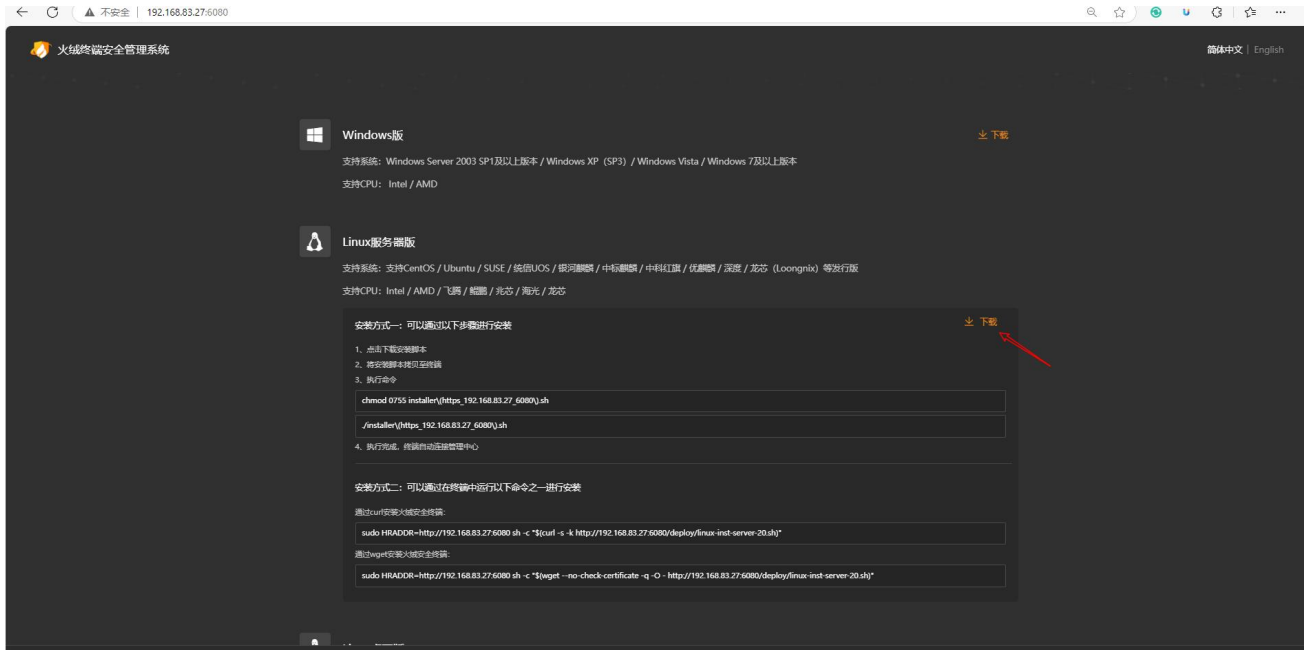 不安全 | 192.168.83.27:6080
火绒终端安全管理系统
简体中文 | English
Windows版
下载
支持系统：Windows Server 2003 SP1及以上版本 / Windows XP（SP3）/ Windows Vista / Windows 7及以上版本
支持CPU： Intel / AMD
Linux服务器版
支持系统：支持CentOS / Ubuntu / SUSE / 统信UOS / 银河麒麟 / 中标麒麟 / 中科红旗 / 优麒麟 / 深度 / 龙芯（Loongnix）等发行版
支持CPU：Intel / AMD / 飞腾 / 鲲鹏 / 兆芯 / 海光 / 龙芯
安装方式一：可以通过以下步骤进行安装
下载
1、点击下载安装脚本
2、将安装脚本拷贝至终端
3、执行命令
chmod 0755 installer\(https_192.168.83.27_6080\).sh
./installer\(https_192.168.83.27_6080\).sh
4、执行完成，终端自动连接管理中心
安装方式二：可以通过在终端中运行以下命令之一进行安装
通过curl安装火绒安全终端:
sudo HRADDR=http://192.168.83.27:6080 sh -c "$(curl -s -k http://192.168.83.27:6080/deploy/linux-inst-server-20.sh)"
通过wget安装火绒安全终端:
sudo HRADDR=http://192.168.83.27:6080 sh -c "$(wget --no-check-certificate -q -O - http://192.168.83.27:6080/deploy/linux-inst-server-20.sh)"